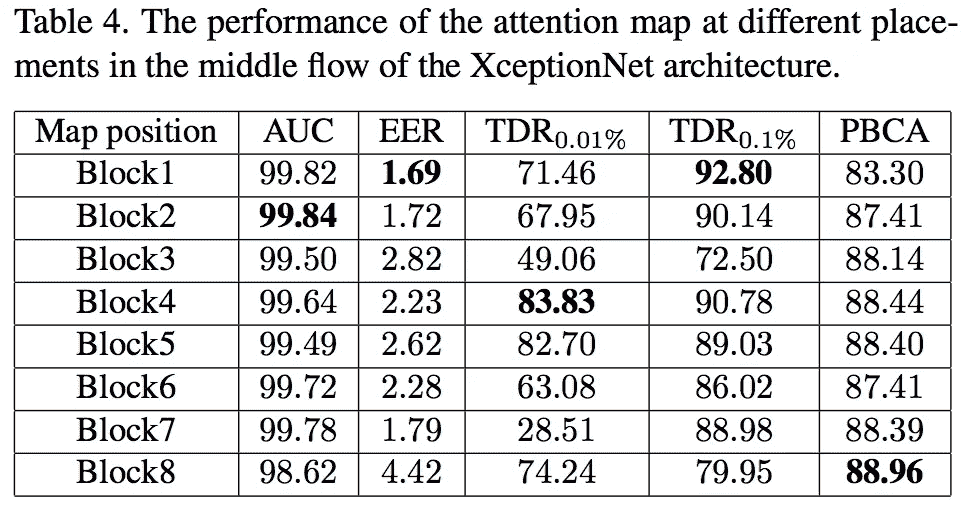 Table 4. The performance of the attention map at different place-
ments in the middle flow of the XceptionNet architecture.
Map position AUC EER TDR0.01% TDR0.1% PBCA
Block1 99.82 1.69 71.46 92.80 83.30
Block2 99.84 1.72 67.95 90.14 87.41
Block3 99.50 2.82 49.06 72.50 88.14
Block4 99.64 2.23 83.83 90.78 88.44
Block5 99.49 2.62 82.70 89.03 88.40
Block6 99.72 2.28 63.08 86.02 87.41
Block7 99.78 1.79 28.51 88.98 88.39
Block8 98.62 4.42 74.24 79.95 88.96